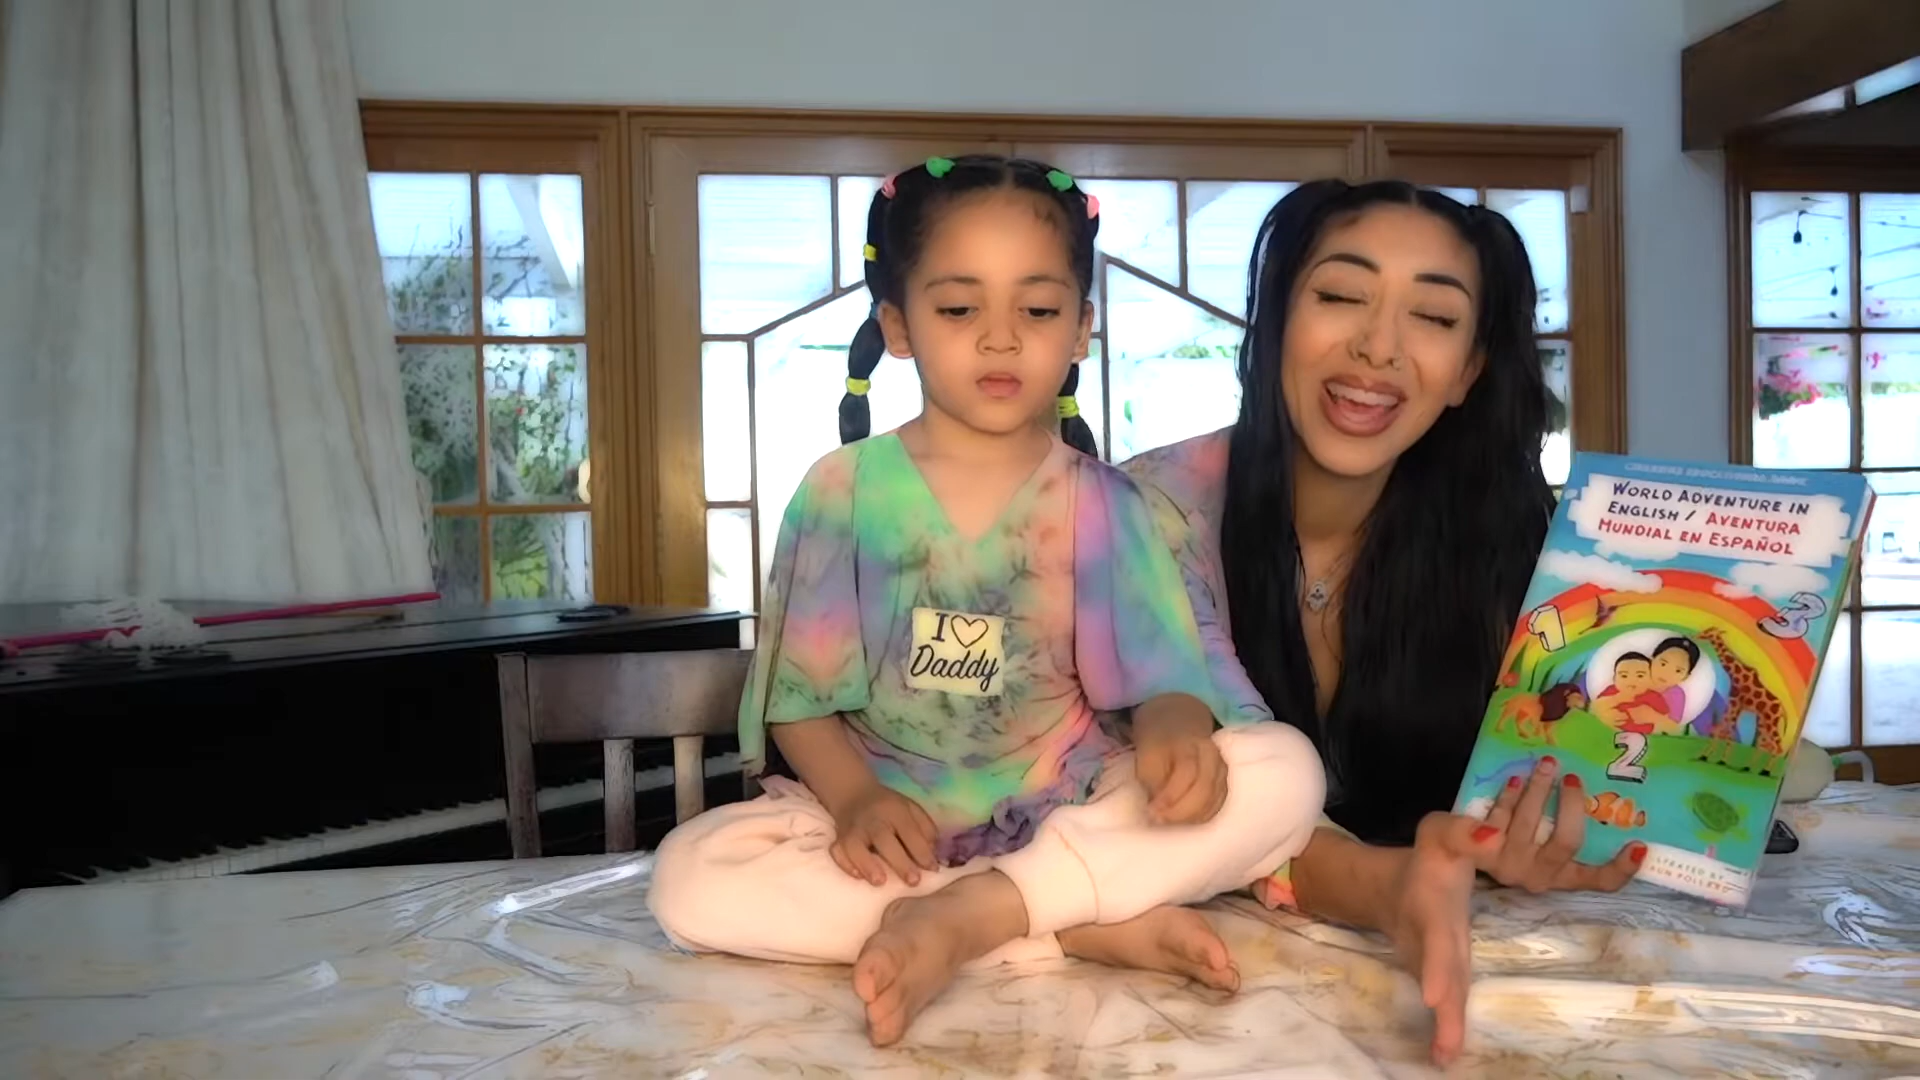 I ♡
Daddy
WORLD ADVENTURE IN
ENGLISH / AVENTURA
MUNDIAL EN ESPAÑOL
1
3
2